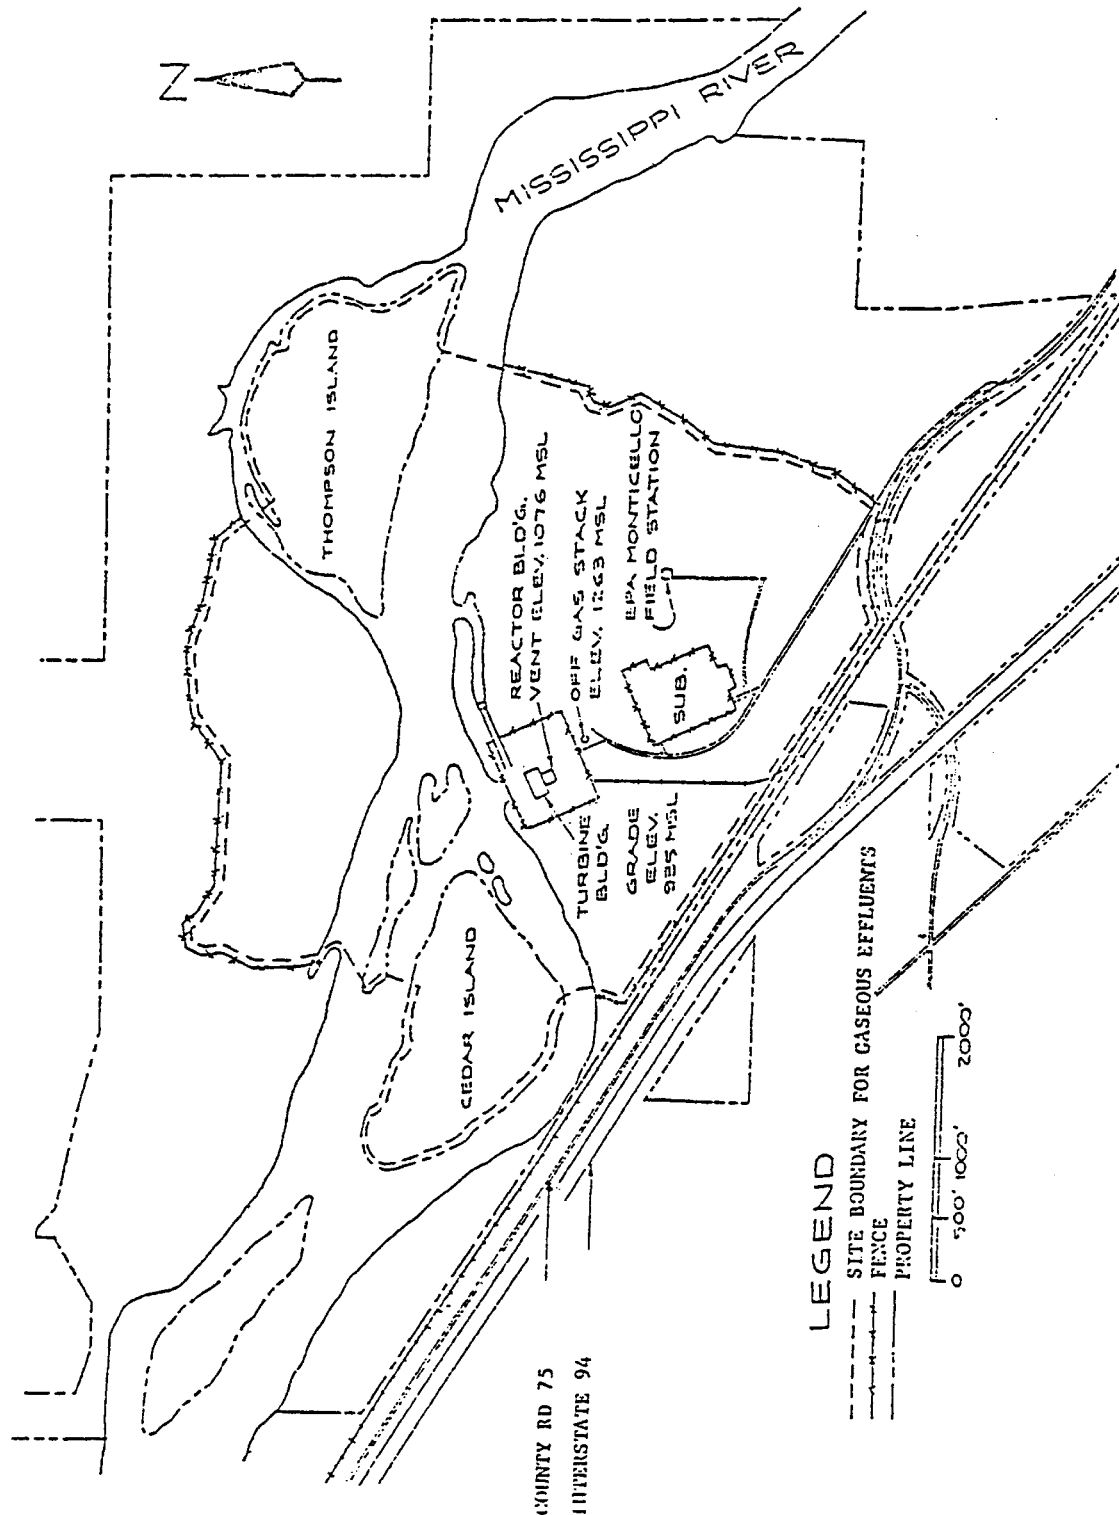 N
MISSISSIPPI RIVER
THOMPSON ISLAND
REACTOR BLD'G.
VENT ELEV. 1076 MSL
OFF GAS STACK
ELEV. 1263 MSL
EPA MONTICELLO
FIELD STATION
SUB.
TURBINE
BLD'G.
GRADE
ELEV.
925 MSL
CEDAR ISLAND
COUNTY RD 75
INTERSTATE 94
LEGEND
SITE BOUNDARY FOR GASEOUS EFFLUENTS
FENCE
PROPERTY LINE
0 500' 1000' 2000'